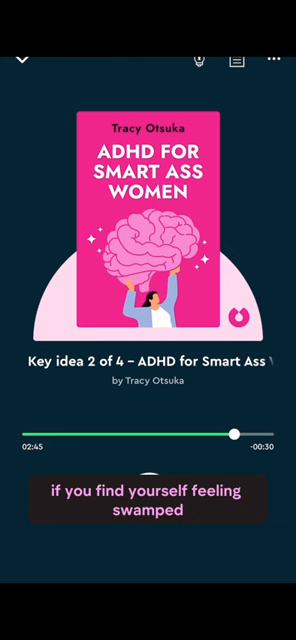 Tracy Otsuka
ADHD FOR
SMART ASS
WOMEN
Key idea 2 of 4 – ADHD for Smart Ass
by Tracy Otsuka
02:45
-00:30
if you find yourself feeling
swamped